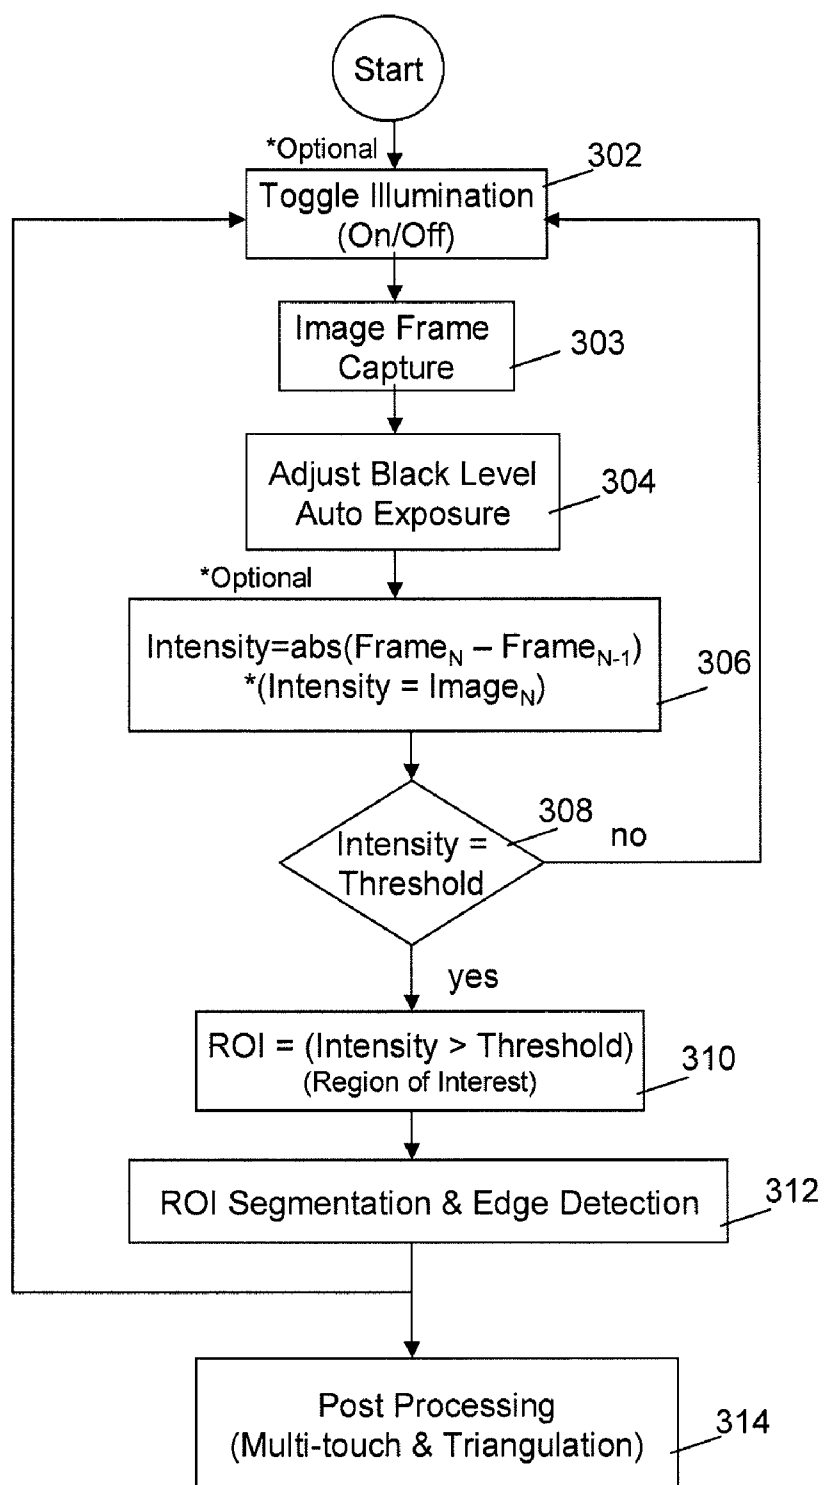 Start
*Optional
302
Toggle Illumination
(On/Off)
Image Frame
Capture
303
Adjust Black Level
Auto Exposure
304
*Optional
Intensity=abs(Frame_N – Frame_N-1)
*(Intensity = Image_N)
306
308
Intensity =
Threshold
no
yes
ROI = (Intensity > Threshold)
(Region of Interest)
310
ROI Segmentation & Edge Detection
312
Post Processing
(Multi-touch & Triangulation)
314